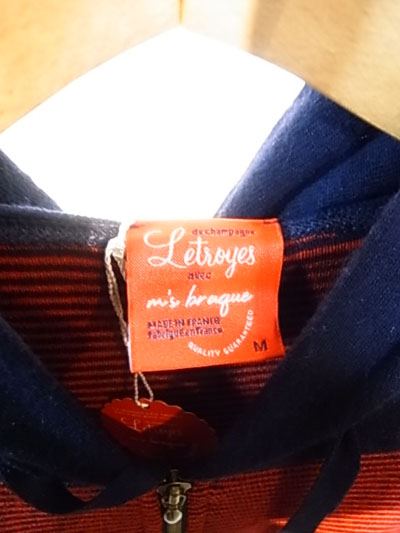 de champagne
Letroyes
avec
m's braque
MADE IN FRANCE
fabriqué en France
QUALITY GUARANTEED
M